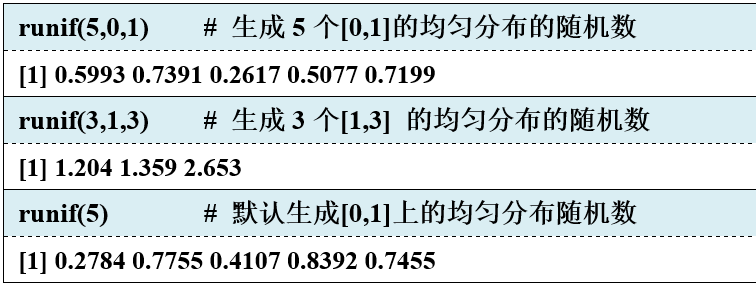 runif(5,0,1) # 生成 5 个[0,1]的均匀分布的随机数
[1] 0.5993 0.7391 0.2617 0.5077 0.7199
runif(3,1,3) # 生成 3 个[1,3] 的均匀分布的随机数
[1] 1.204 1.359 2.653
runif(5) # 默认生成[0,1]上的均匀分布随机数
[1] 0.2784 0.7755 0.4107 0.8392 0.7455